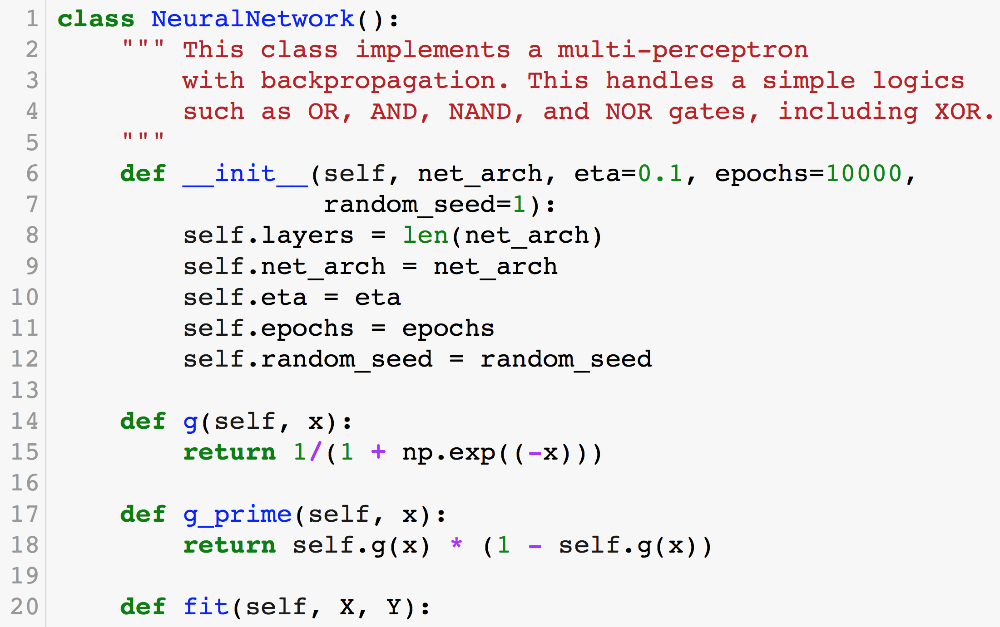 1 class NeuralNetwork():
2     """ This class implements a multi-perceptron
3         with backpropagation. This handles a simple logics
4         such as OR, AND, NAND, and NOR gates, including XOR.
5     """
6     def __init__(self, net_arch, eta=0.1, epochs=10000,
7                  random_seed=1):
8         self.layers = len(net_arch)
9         self.net_arch = net_arch
10         self.eta = eta
11         self.epochs = epochs
12         self.random_seed = random_seed
13
14     def g(self, x):
15         return 1/(1 + np.exp((-x)))
16
17     def g_prime(self, x):
18         return self.g(x) * (1 - self.g(x))
19
20     def fit(self, X, Y):